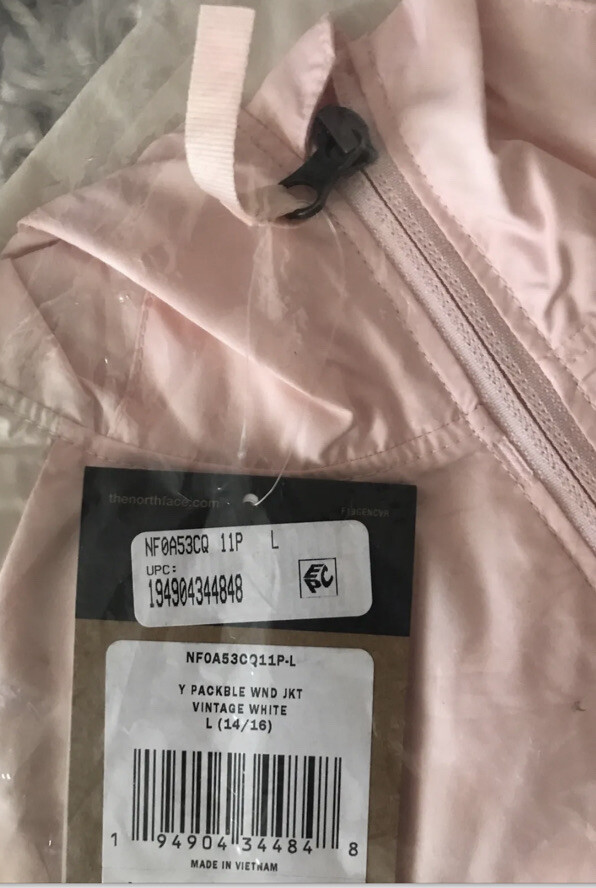 thenorthface.com
NF0A53CQ 11P L
UPC:
194904344848
EPC
NF0A53CQ11P-L
Y PACKBLE WND JKT
VINTAGE WHITE
L (14/16)
1 94904 34484 8
MADE IN VIETNAM